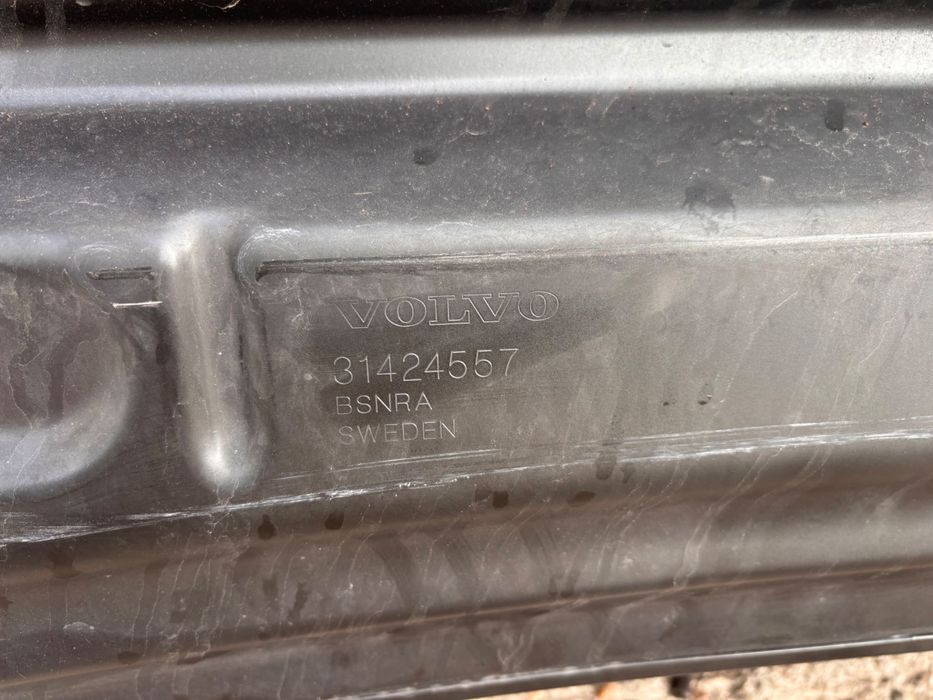 VOLVO
31424557
BSNRA
SWEDEN